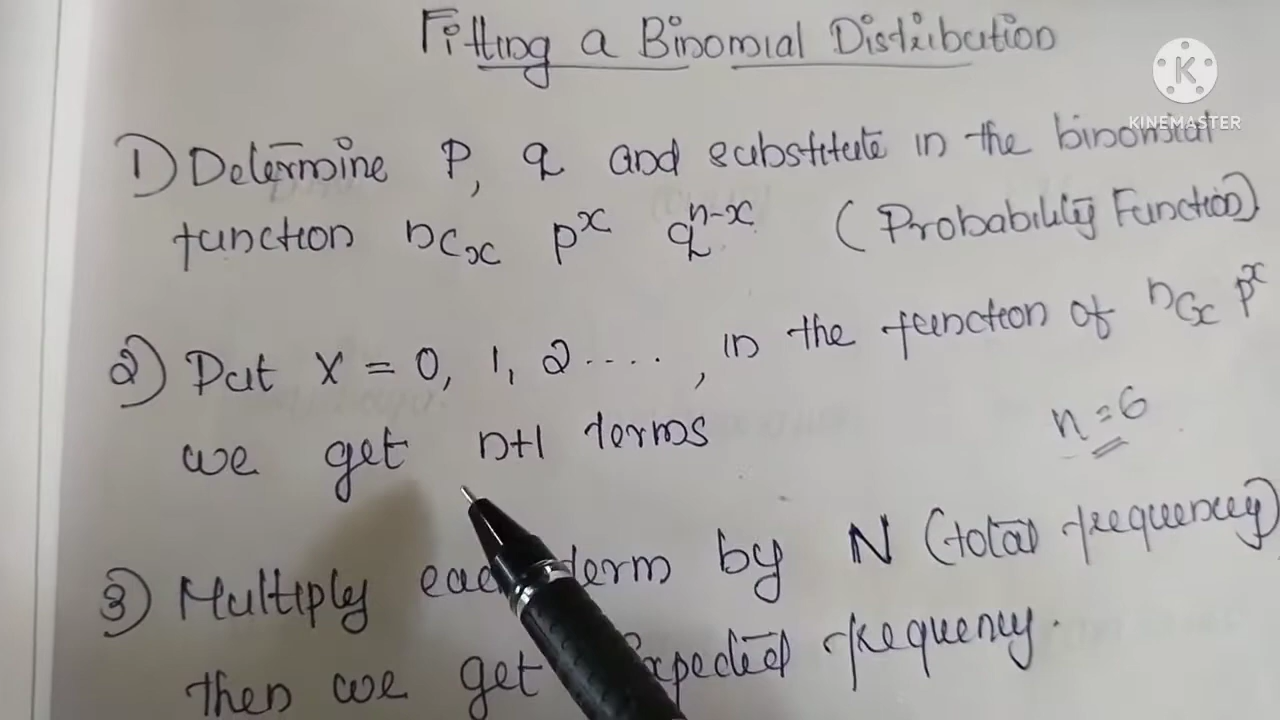 Fitting a Binomial Distribution
K
KINEMASTER
1) Determine P, q and substitute in the binomial
function nCx p^x q^n-x (Probability Function)
2) Put X = 0, 1, 2 ...., in the function of nCx p^x
n = 6
we get n+1 terms
3) Multiply each term by N (total frequency)
then we get expected frequency.